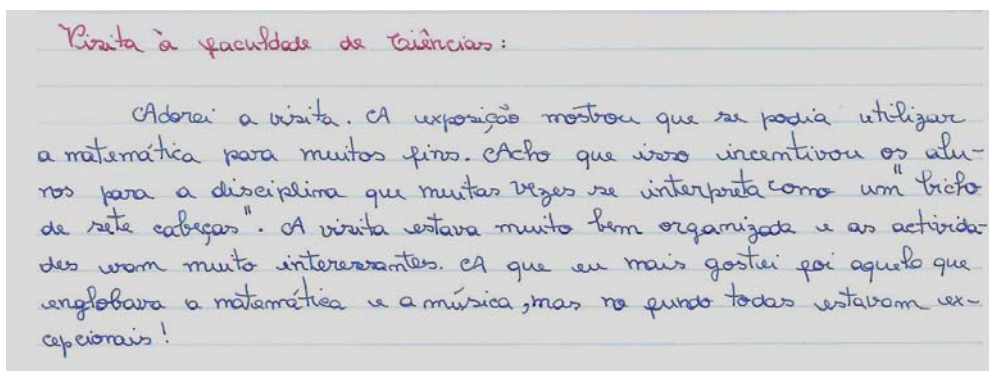 Visita à faculdade de Ciências:
Adorei a visita. A exposição mostrou que se podia utilizar
a matemática para muitos fins. Acho que isso incentivou os alu-
nos para a disciplina que muitas vezes se interpreta como um "bicho
de sete cabeças". A visita estava muito bem organizada e as activida-
des eram muito interessantes. A que eu mais gostei foi aquela que
englobava a matemática e a música, mas no fundo todas estavam ex-
cepcionais!